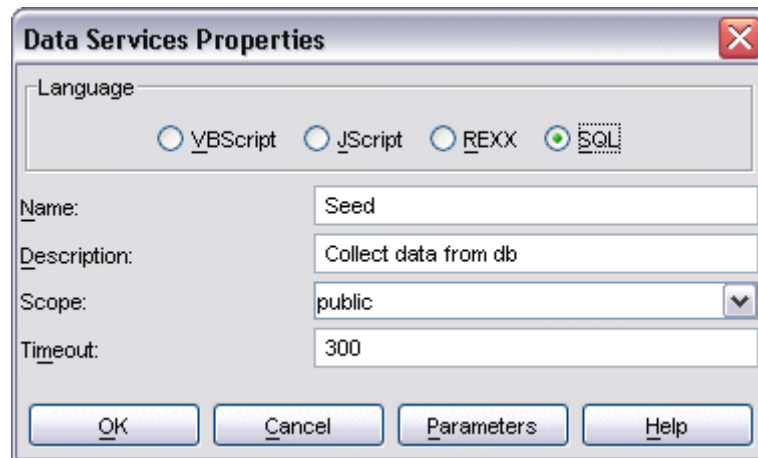 Data Services Properties
Language
VBScript JScript REXX SQL
Name: Seed
Description: Collect data from db
Scope: public
Timeout: 300
OK Cancel Parameters Help